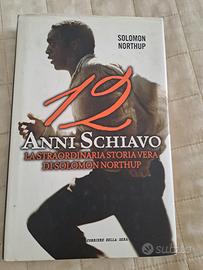 SOLOMON
NORTHUP
12
ANNI SCHIAVO
LA STRAORDINARIA STORIA VERA
DI SOLOMON NORTHUP
CORRIERE DELLA SERA
subito